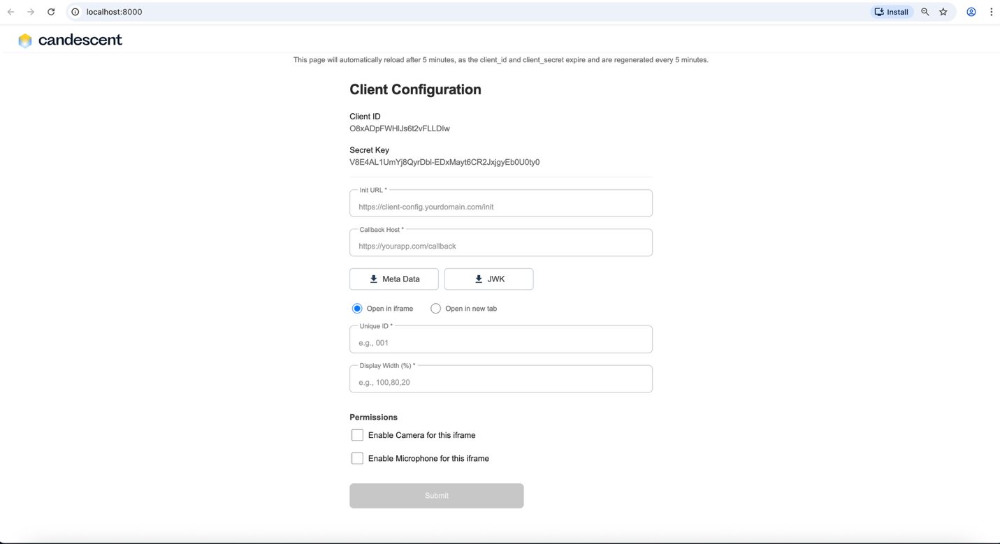 localhost:8000
Install
candescent
This page will automatically reload after 5 minutes, as the client_id and client_secret expire and are regenerated every 5 minutes.
Client Configuration
Client ID
O8xADpFWHlJs6t2vFLLDIw
Secret Key
V8E4AL1UmYj8QyrDbl-EDxMayt6CR2JxjgyEb0U0ty0
Init URL *
https://client-config.yourdomain.com/init
Callback Host *
https://yourapp.com/callback
Meta Data JWK
Open in iframe Open in new tab
Unique ID *
e.g., 001
Display Width (%) *
e.g., 100,80,20
Permissions
Enable Camera for this iframe
Enable Microphone for this iframe
Submit